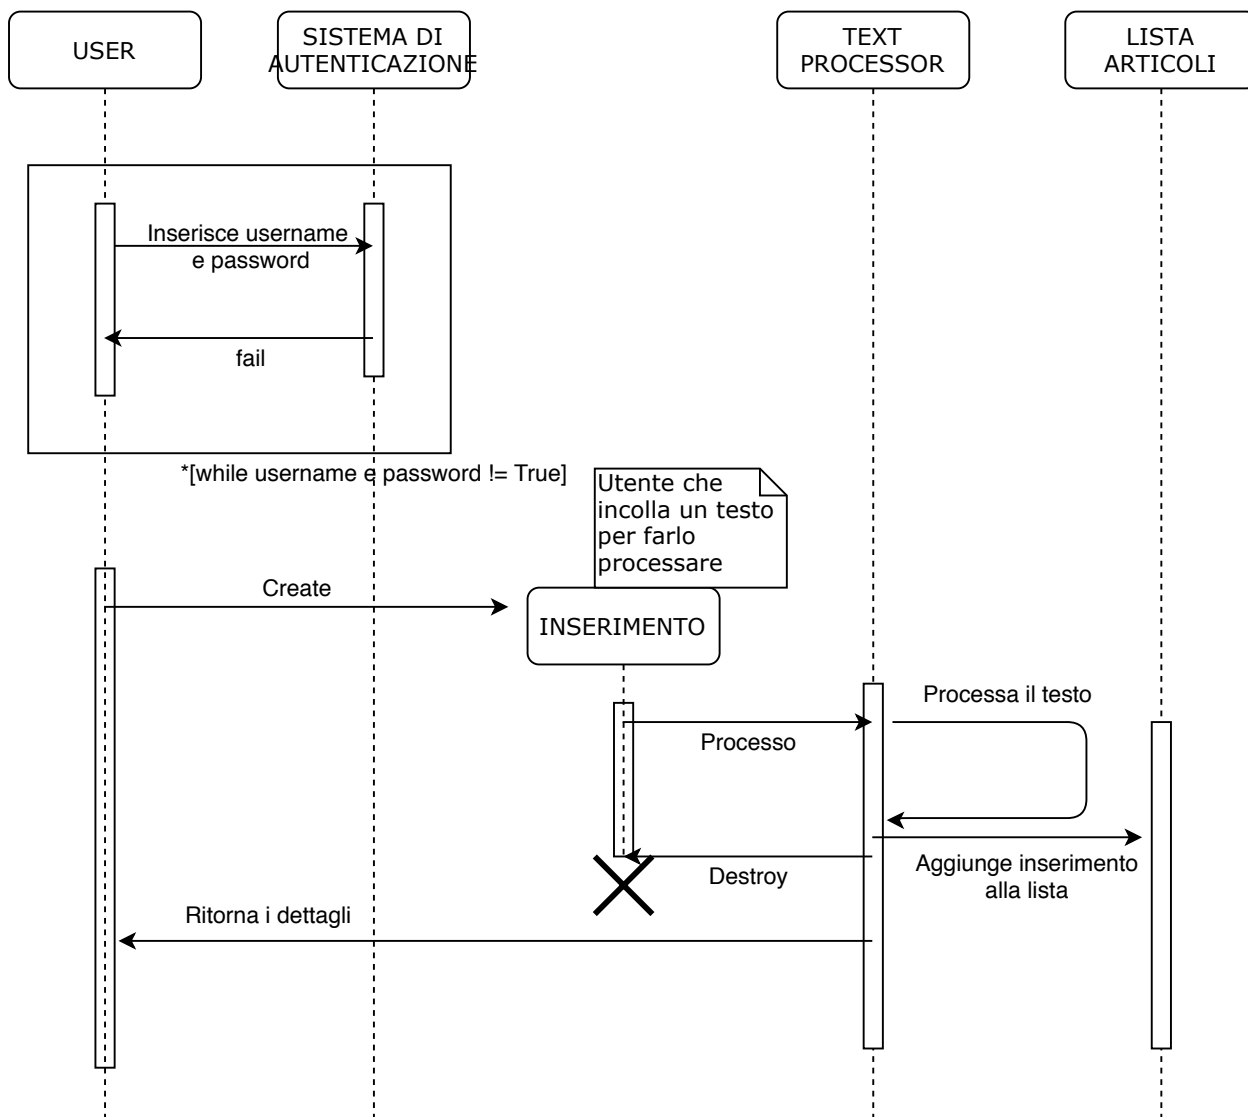 USER
SISTEMA DI
AUTENTICAZIONE
TEXT
PROCESSOR
LISTA
ARTICOLI
Inserisce username
e password
fail
*[while username e password != True]
Utente che
incolla un testo
per farlo
processare
Create
INSERIMENTO
Processa il testo
Processo
Aggiunge inserimento
alla lista
Destroy
Ritorna i dettagli